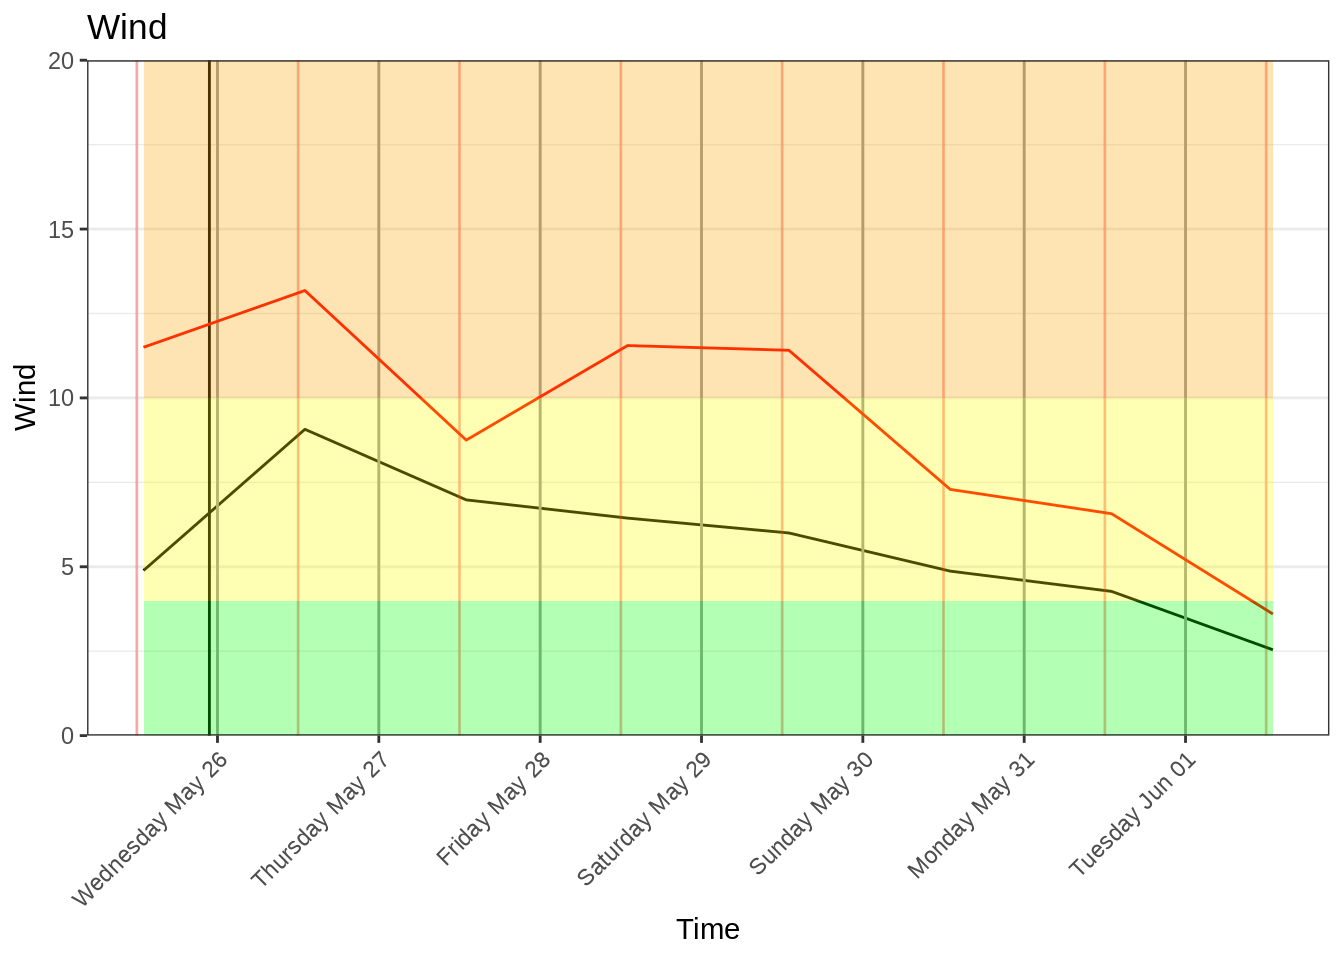 Wind
20
15
10
5
0
Wind
Wednesday May 26
Thursday May 27
Friday May 28
Saturday May 29
Sunday May 30
Monday May 31
Tuesday Jun 01
Time